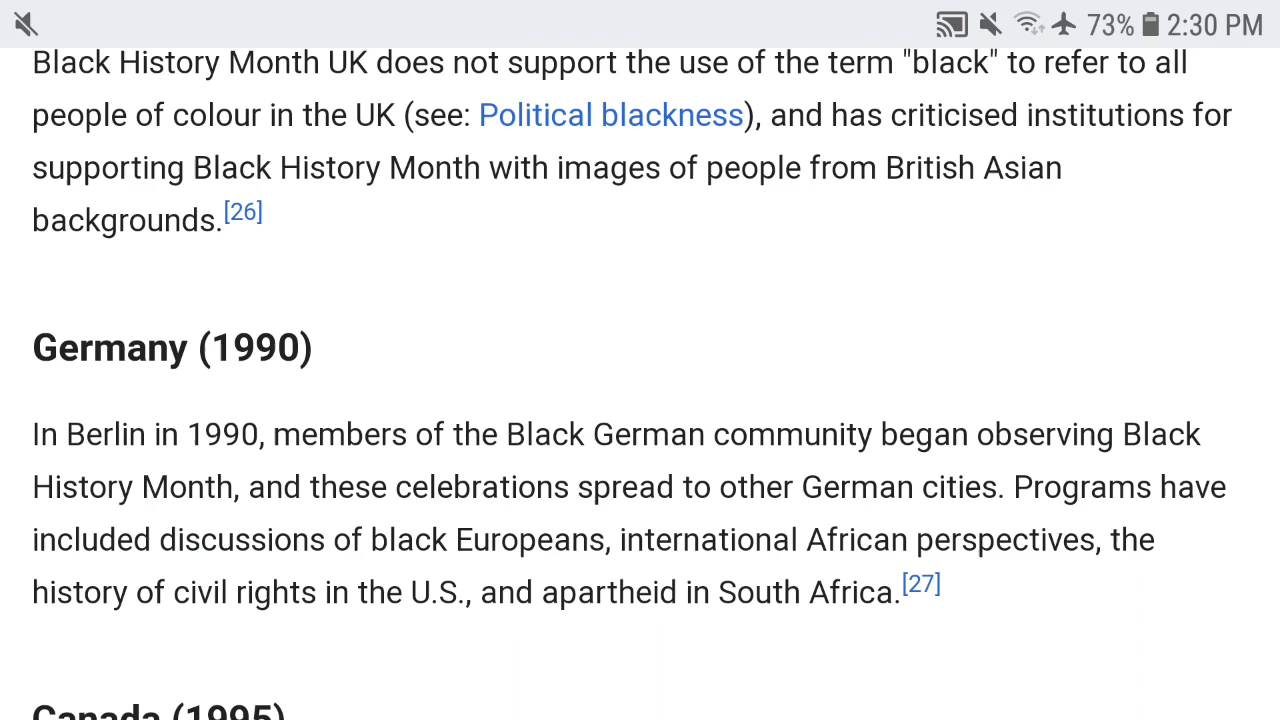 73% 2:30 PM
Black History Month UK does not support the use of the term "black" to refer to all
people of colour in the UK (see: Political blackness), and has criticised institutions for
supporting Black History Month with images of people from British Asian
backgrounds.[26]
Germany (1990)
In Berlin in 1990, members of the Black German community began observing Black
History Month, and these celebrations spread to other German cities. Programs have
included discussions of black Europeans, international African perspectives, the
history of civil rights in the U.S., and apartheid in South Africa.[27]
Canada (1995)